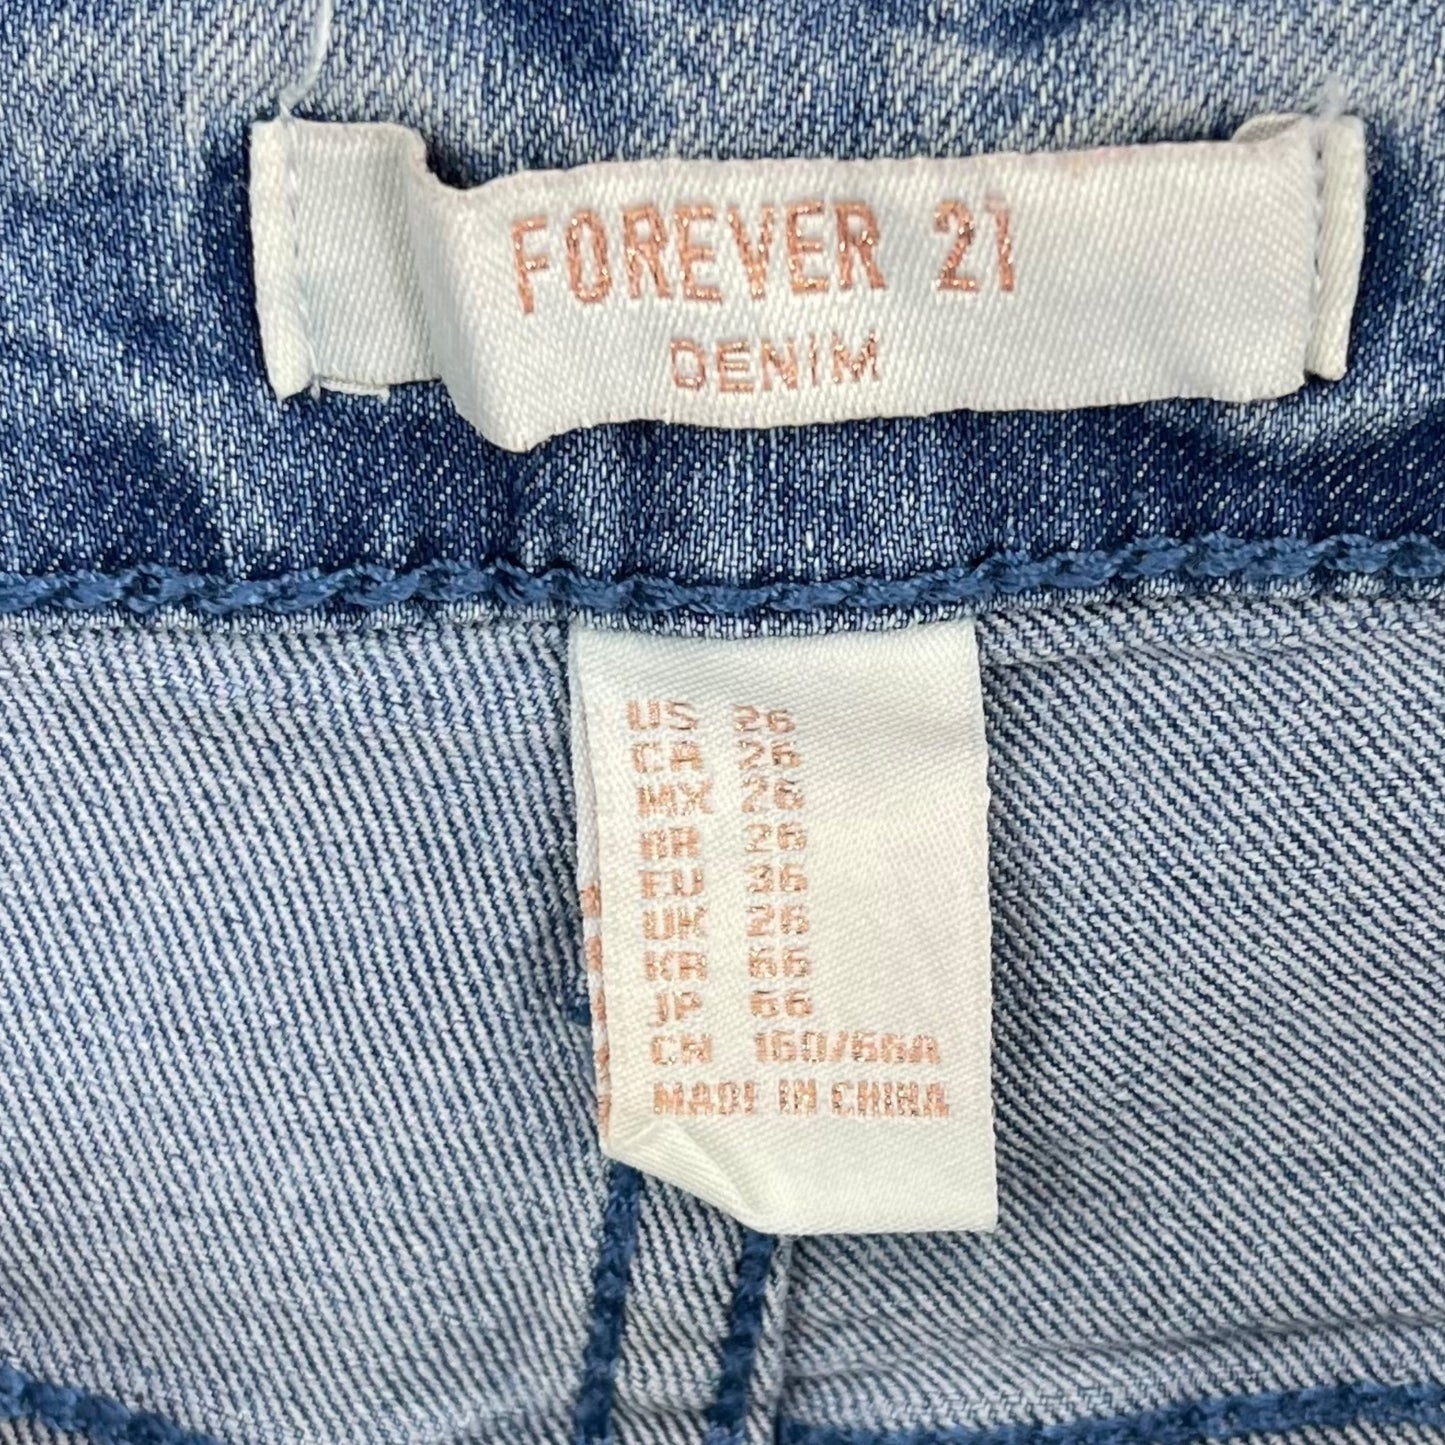 FOREVER 21
DENIM
US 26
CA 26
MX 26
BR 26
EU 36
UK 26
KR 66
JP 66
CN 160/66A
MADE IN CHINA